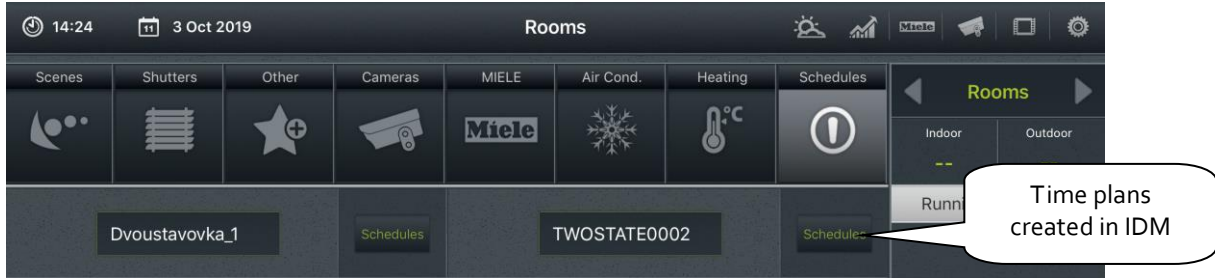 14:24
11
3 Oct 2019
Rooms
Miele
Scenes
Shutters
Other
Cameras
MIELE
Air Cond.
Heating
Schedules
Rooms
°C
Miele
Indoor
Outdoor
--
Dvoustavovka_1
Schedules
TWOSTATE0002
Schedules
Time plans
created in IDM